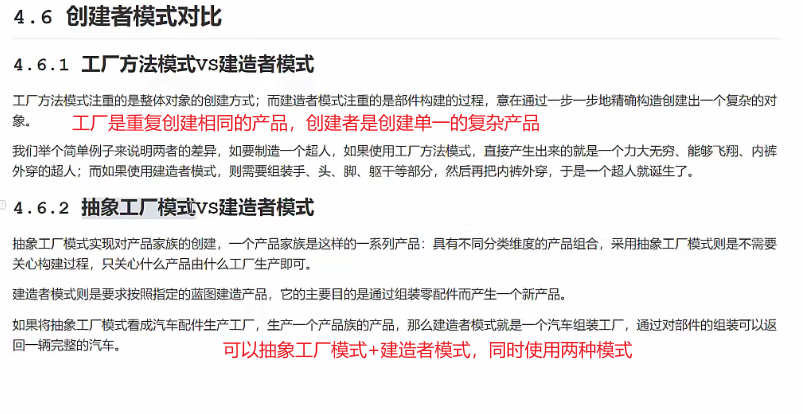 4.6 创建者模式对比
4.6.1 工厂方法模式VS建造者模式
工厂方法模式注重的是整体对象的创建方式；而建造者模式注重的是部件构建的过程，意在通过一步一步地精确构造创建出一个复杂的对
象。
工厂是重复创建相同的产品，创建者是创建单一的复杂产品
我们举个简单例子来说明两者的差异，如要制造一个超人，如果使用工厂方法模式，直接产生出来的就是一个力大无穷、能够飞翔、内裤
外穿的超人；而如果使用建造者模式，则需要组装手、头、脚、躯干等部分，然后再把内裤外穿，于是一个超人就诞生了。
4.6.2 抽象工厂模式VS建造者模式
抽象工厂模式实现对产品家族的创建，一个产品家族是这样的一系列产品：具有不同分类维度的产品组合，采用抽象工厂模式则是不需要
关心构建过程，只关心什么产品由什么工厂生产即可。
建造者模式则是要求按照指定的蓝图建造产品，它的主要目的是通过组装零配件而产生一个新产品。
如果将抽象工厂模式看成汽车配件生产工厂，生产一个产品族的产品，那么建造者模式就是一个汽车组装工厂，通过对部件的组装可以返
回一辆完整的汽车。
可以抽象工厂模式+建造者模式，同时使用两种模式